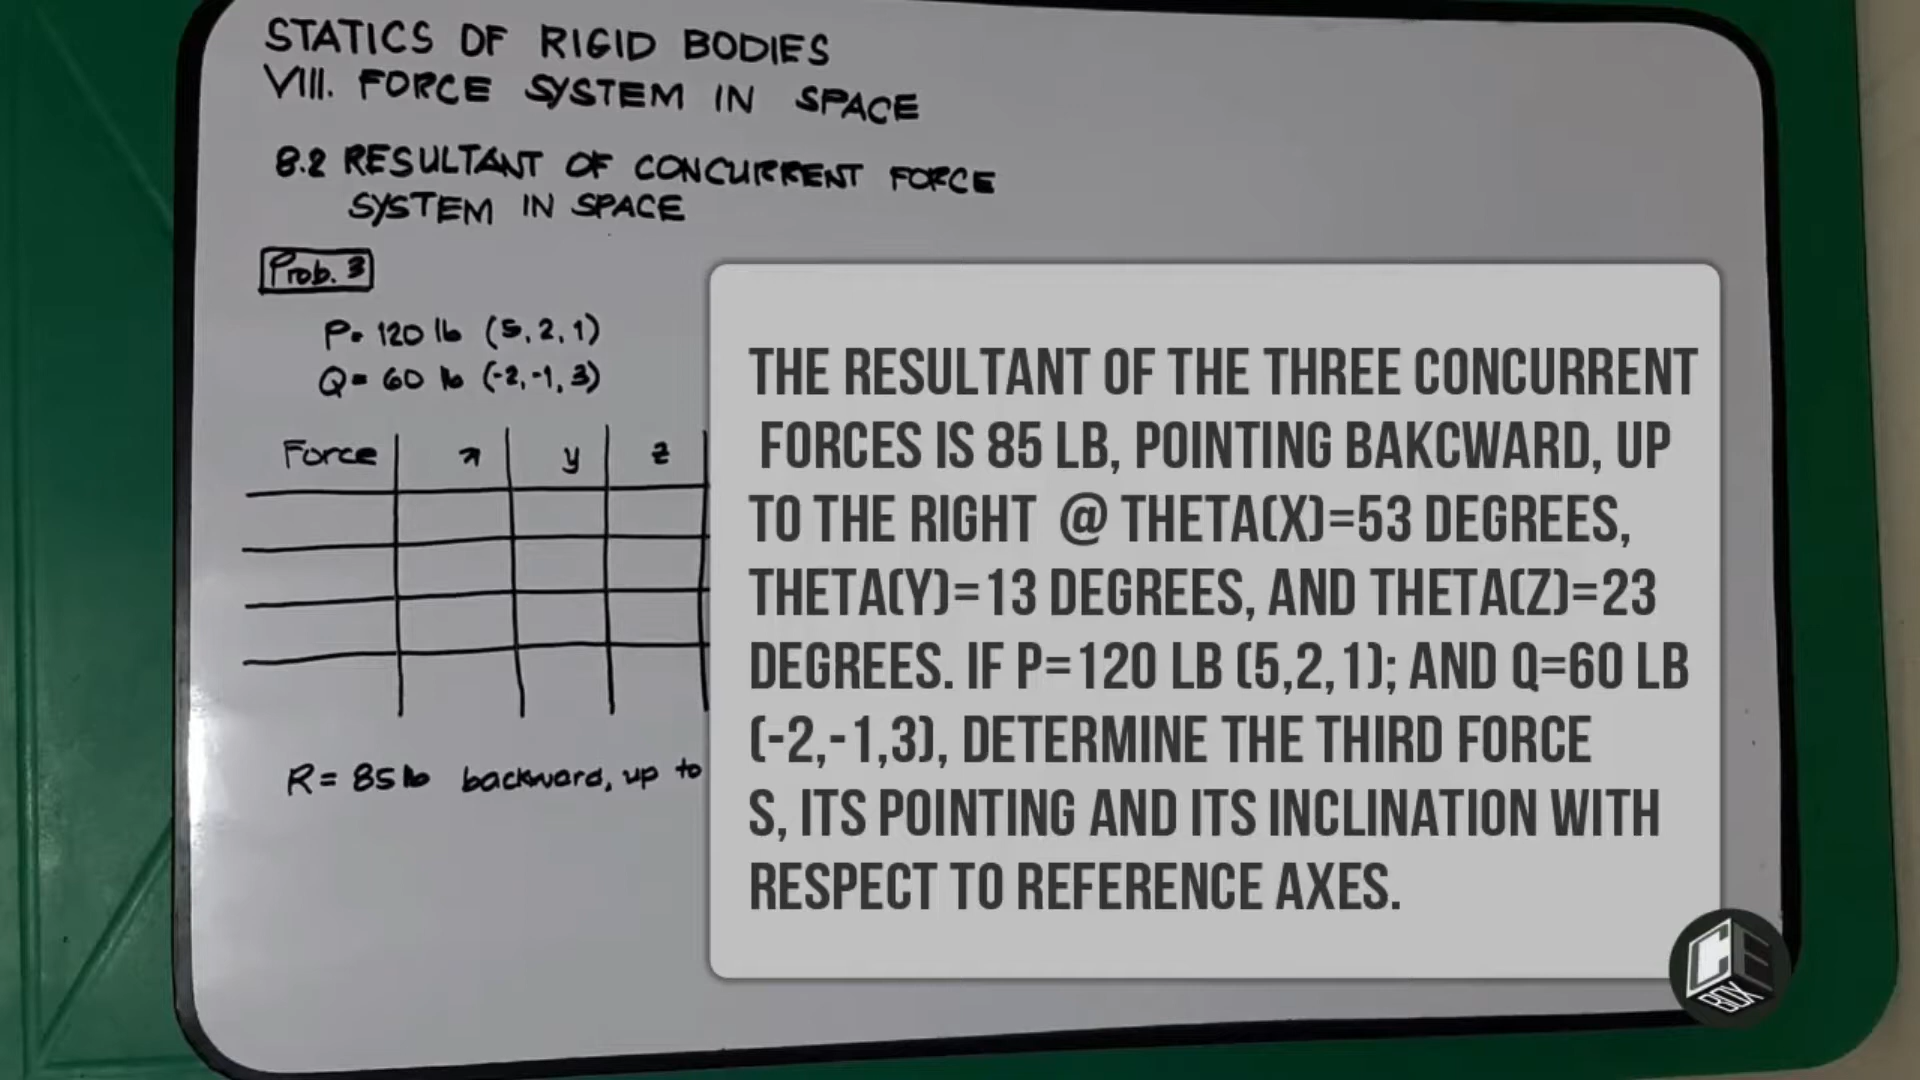 STATICS OF RIGID BODIES
VIII. FORCE SYSTEM IN SPACE
8.2 RESULTANT OF CONCURRENT FORCE
SYSTEM IN SPACE
Prob. 3
P= 120 lb (5, 2, 1)
Q= 60 lb (-2, -1, 3)
Force x y z
R = 85 lb backward, up to
THE RESULTANT OF THE THREE CONCURRENT
FORCES IS 85 LB, POINTING BAKCWARD, UP
TO THE RIGHT @ THETA(X)=53 DEGREES,
THETA(Y)=13 DEGREES, AND THETA(Z)=23
DEGREES. IF P=120 LB (5,2,1); AND Q=60 LB
(-2,-1,3), DETERMINE THE THIRD FORCE
S, ITS POINTING AND ITS INCLINATION WITH
RESPECT TO REFERENCE AXES.
CE
BOX